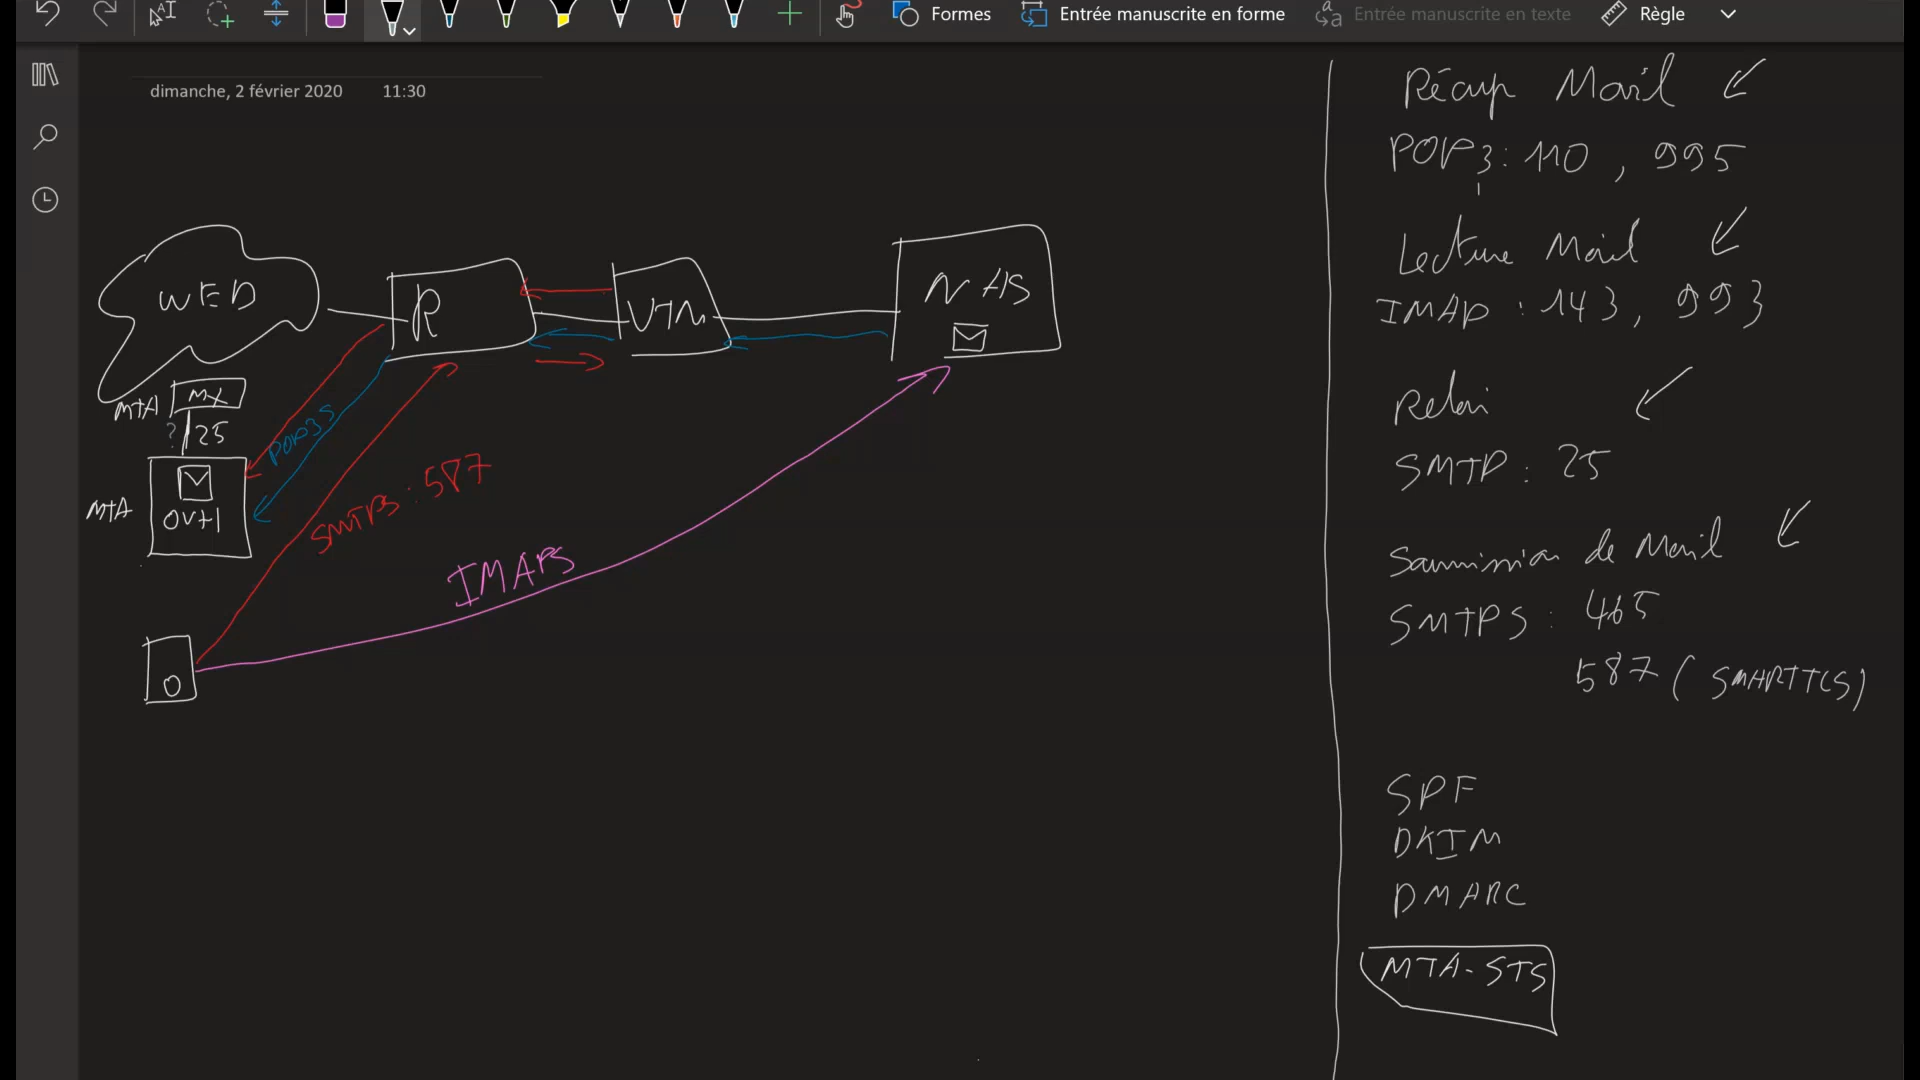 Formes
Entrée manuscrite en forme
Entrée manuscrite en texte
Règle
dimanche, 2 février 2020 11:30
WEB
R
UTM
NAS
MTA MX
? 25
POP3S
MTA
OVH
SMTPS : 587
IMAPS
Récup Mail
POP3 : 110 , 995
Lecture Mail
IMAP : 143, 993
Relai
SMTP : 25
Soumission de Mail
SMTPS : 465
587 ( SMARTTLS )
SPF
DKIM
DMARC
MTA-STS